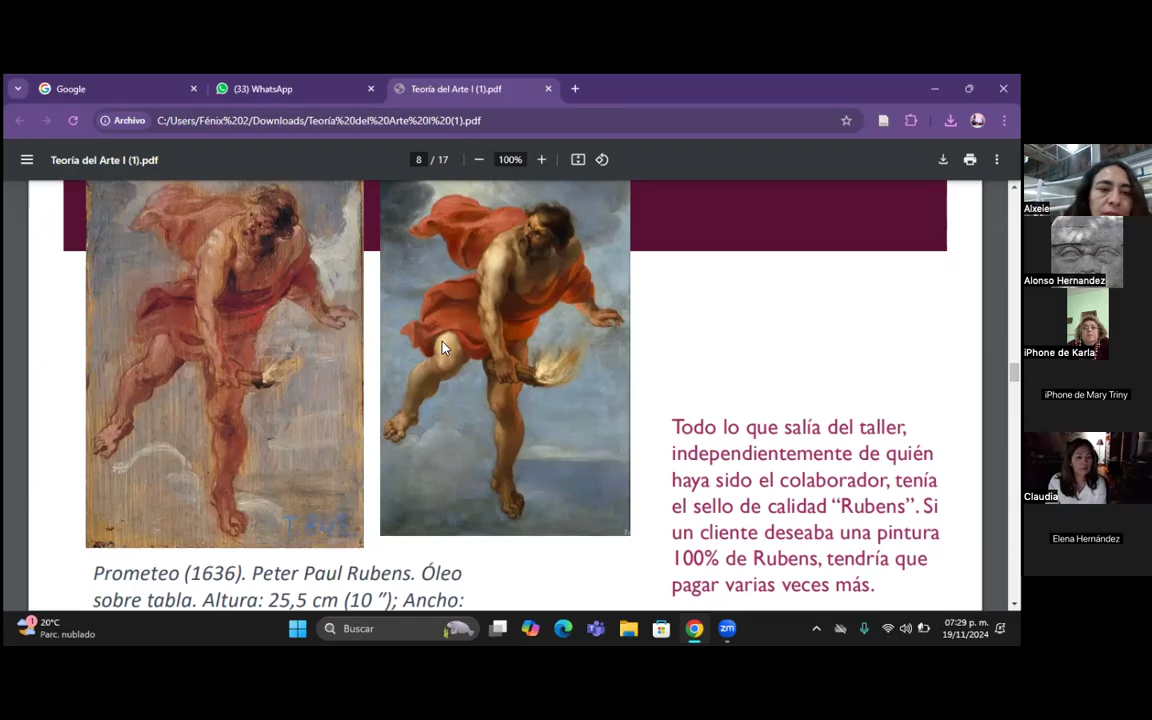 Google
(33) WhatsApp
Teoría del Arte I (1).pdf
Archivo
C:/Users/Fénix%202/Downloads/Teoría%20del%20Arte%20I%20(1).pdf
Teoría del Arte I (1).pdf
8 / 17
100%
Todo lo que salía del taller,
independientemente de quién
haya sido el colaborador, tenía
el sello de calidad “Rubens”. Si
un cliente deseaba una pintura
100% de Rubens, tendría que
pagar varias veces más.
Prometeo (1636). Peter Paul Rubens. Óleo
sobre tabla. Altura: 25,5 cm (10 ″); Ancho:
Alxeie
Alonso Hernandez
iPhone de Karla
iPhone de Mary Triny
Claudia
Elena Hernández
1
20°C
Parc. nublado
Buscar
zm
07:29 p. m.
19/11/2024